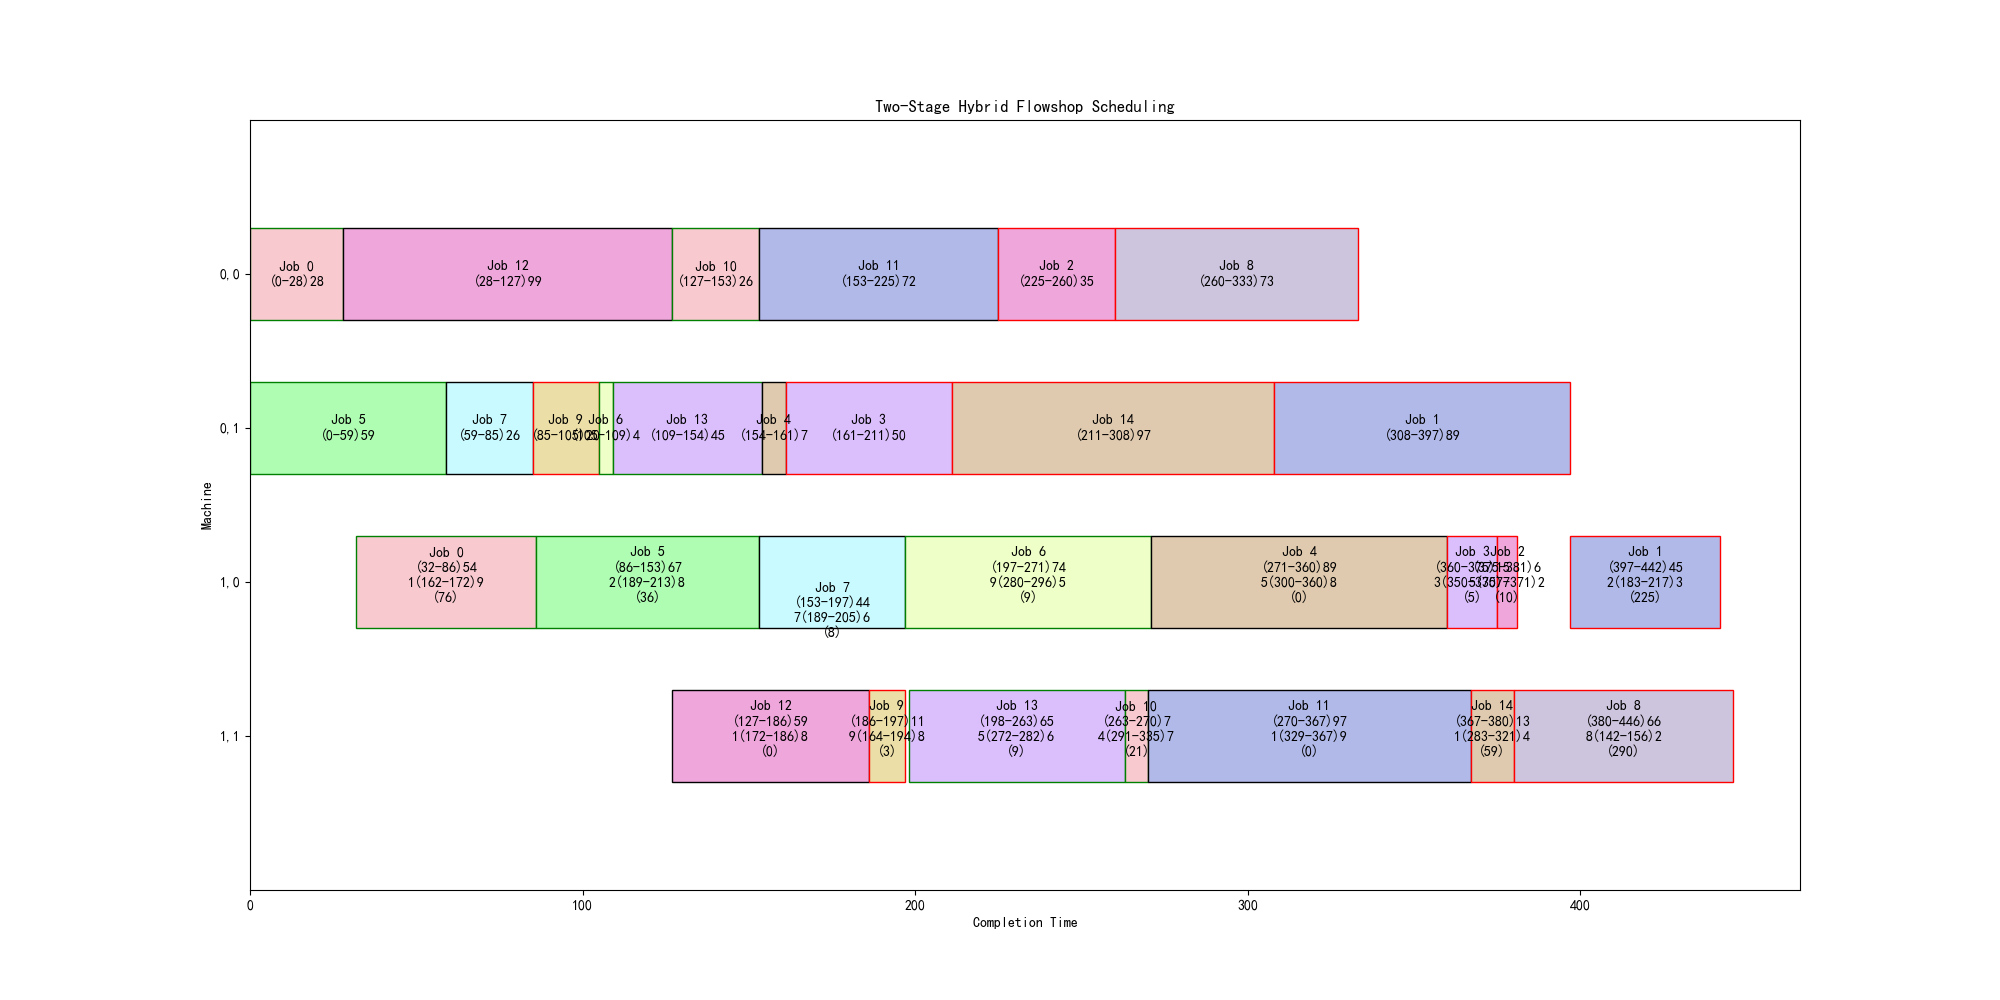 Two-Stage Hybrid Flowshop Scheduling
0,0
Job 0
(0-28)28
Job 12
(28-127)99
Job 10
(127-153)26
Job 11
(153-225)72
Job 2
(225-260)35
Job 8
(260-333)73
0,1
Job 5
(0-59)59
Job 7
(59-85)26
Job 9
(85-105)20
Job 6
(105-109)4
Job 13
(109-154)45
Job 4
(154-161)7
Job 3
(161-211)50
Job 14
(211-308)97
Job 1
(308-397)89
Machine
1,0
Job 0
(32-86)54
1(162-172)9
(76)
Job 5
(86-153)67
2(189-213)8
(36)
Job 7
(153-197)44
7(189-205)6
(8)
Job 6
(197-271)74
9(280-296)5
(9)
Job 4
(271-360)89
5(300-360)8
(0)
Job 3
(360-375)15
(5)
Job 2
(375-381)6
(10)
Job 1
(397-442)45
2(183-217)3
(225)
1,1
Job 12
(127-186)59
1(172-186)8
(0)
Job 9
(186-197)11
9(164-194)8
(3)
Job 13
(198-263)65
5(272-282)6
(9)
Job 10
(263-270)7
4(291-335)7
(21)
Job 11
(270-367)97
1(329-367)9
(0)
Job 14
(367-380)13
1(283-321)4
(59)
Job 8
(380-446)66
8(142-156)2
(290)
0
100
200
300
400
Completion Time